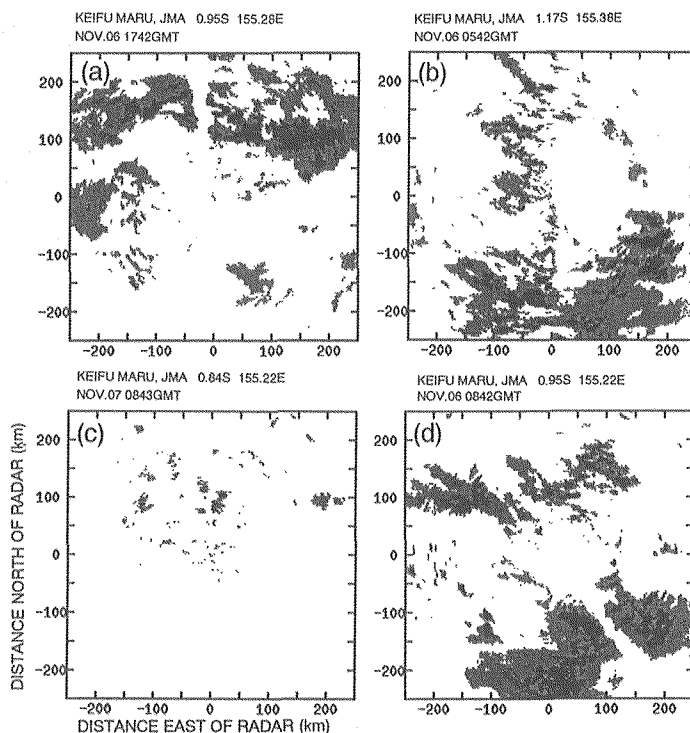 KEIFU MARU, JMA 0.95S 155.28E
NOV.06 1742GMT
KEIFU MARU, JMA 1.17S 155.38E
NOV.06 0542GMT
(a)
(b)
200
100
0
-100
-200
200
100
0
-100
-200
-200 -100 0 100 200
-200 -100 0 100 200
KEIFU MARU, JMA 0.84S 155.22E
NOV.07 0843GMT
KEIFU MARU, JMA 0.95S 155.22E
NOV.06 0842GMT
(c)
(d)
DISTANCE NORTH OF RADAR (km)
200
100
0
-100
-200
200
100
0
-100
-200
-200 -100 0 100 200
-200 -100 0 100 200
DISTANCE EAST OF RADAR (km)